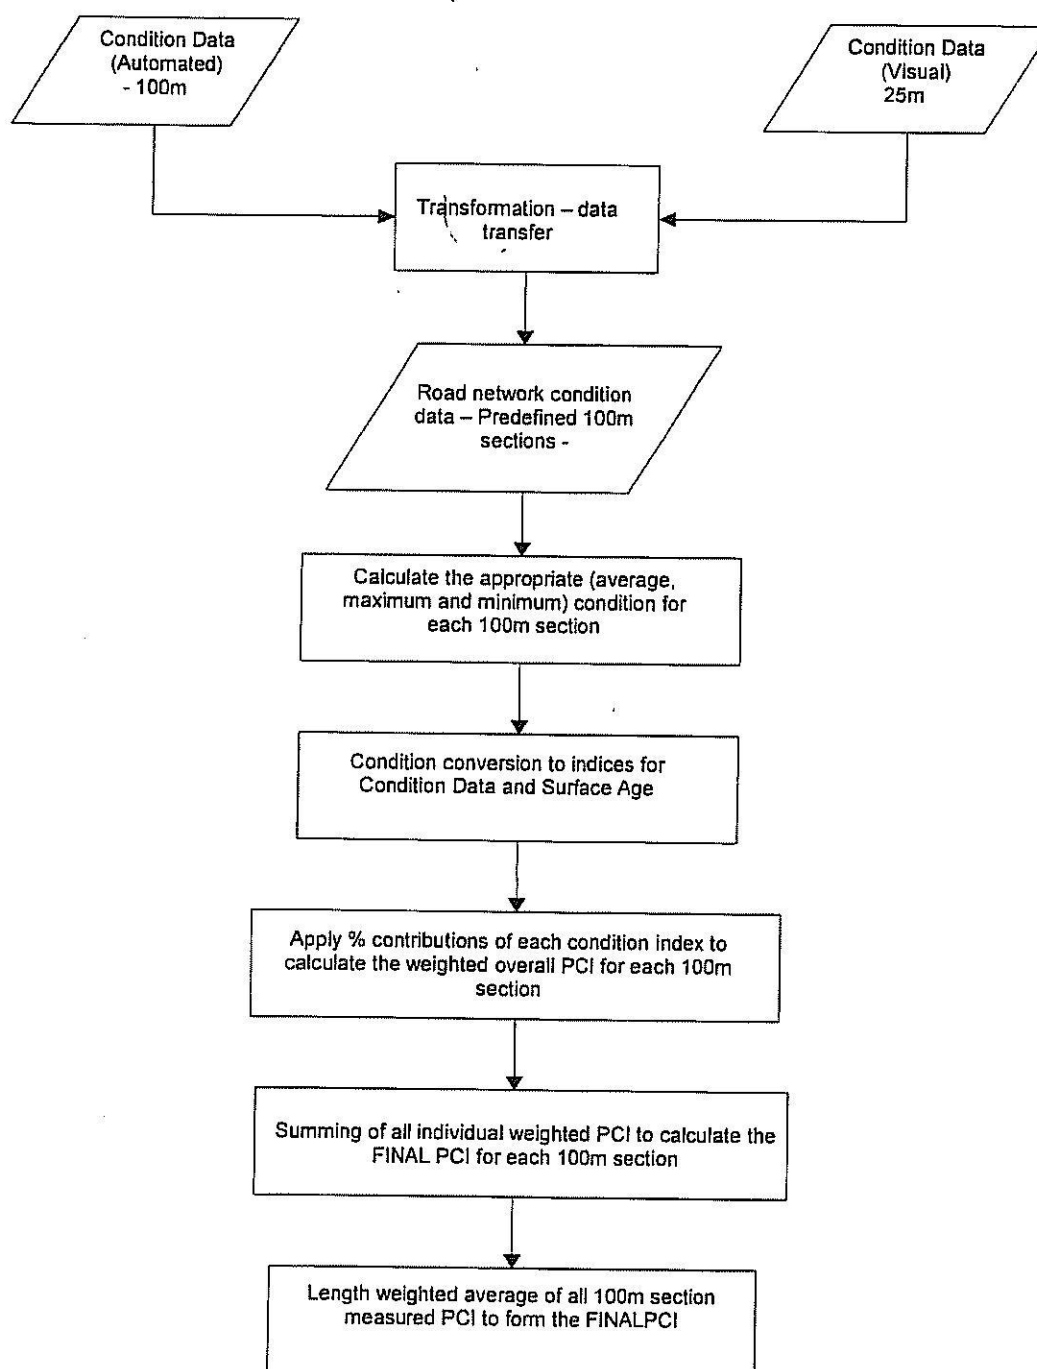 Condition Data
(Automated)
- 100m
Condition Data
(Visual)
25m
Transformation – data
transfer
Road network condition
data – Predefined 100m
sections -
Calculate the appropriate (average,
maximum and minimum) condition for
each 100m section
Condition conversion to indices for
Condition Data and Surface Age
Apply % contributions of each condition index to
calculate the weighted overall PCI for each 100m
section
Summing of all individual weighted PCI to calculate the
FINAL PCI for each 100m section
Length weighted average of all 100m section
measured PCI to form the FINALPCI